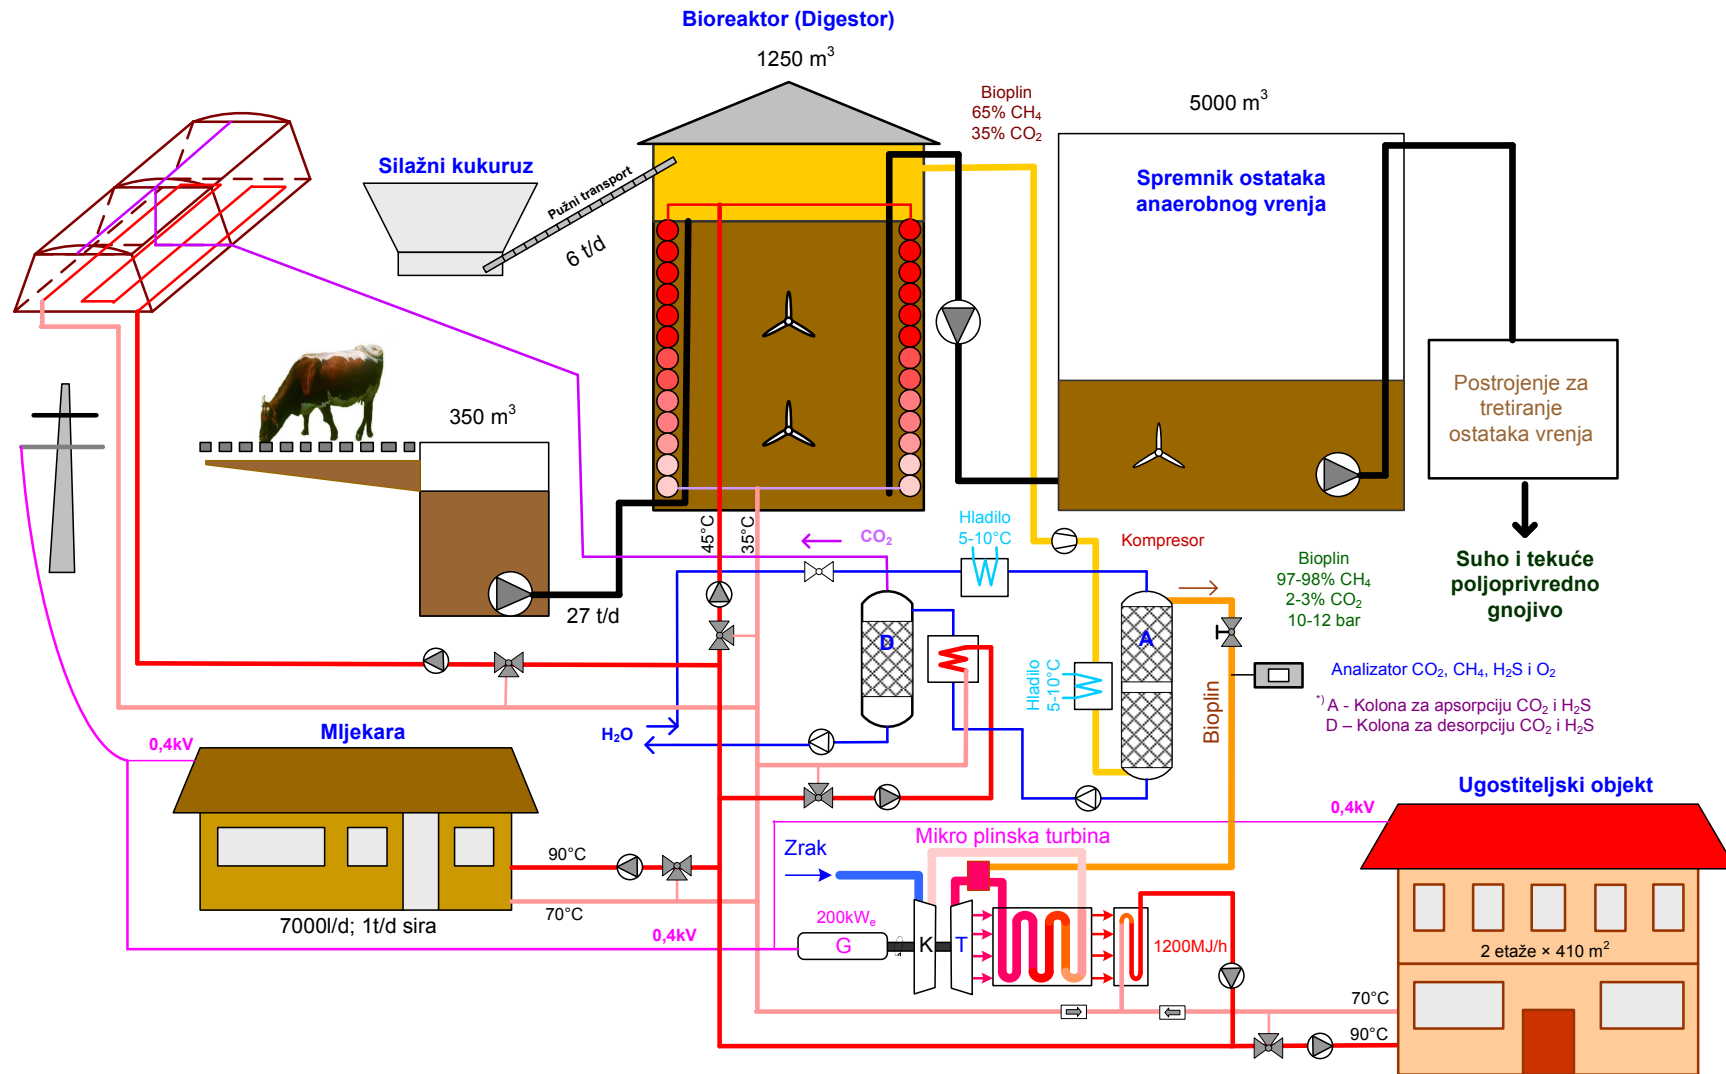 Bioreaktor (Digestor)
1250 m³
Bioplin
65% CH₄
35% CO₂
5000 m³
Silažni kukuruz
Pužni transport
6 t/d
Spremnik ostataka
anaerobnog vrenja
350 m³
Postrojenje za
tretiranje
ostataka vrenja
27 t/d
45°C
35°C
CO₂
Hladilo
5-10°C
Kompresor
Bioplin
97-98% CH₄
2-3% CO₂
10-12 bar
Suho i tekuće
poljoprivredno
gnojivo
D
A
Hladilo
5-10°C
Bioplin
Analizator CO₂, CH₄, H₂S i O₂
*) A - Kolona za apsorpciju CO₂ i H₂S
D – Kolona za desorpciju CO₂ i H₂S
H₂O
Mljekara
0,4kV
Ugostiteljski objekt
0,4kV
Mikro plinska turbina
Zrak
90°C
70°C
7000l/d; 1t/d sira
0,4kV
200kWₑ
G
K
T
1200MJ/h
2 etaže × 410 m²
70°C
90°C